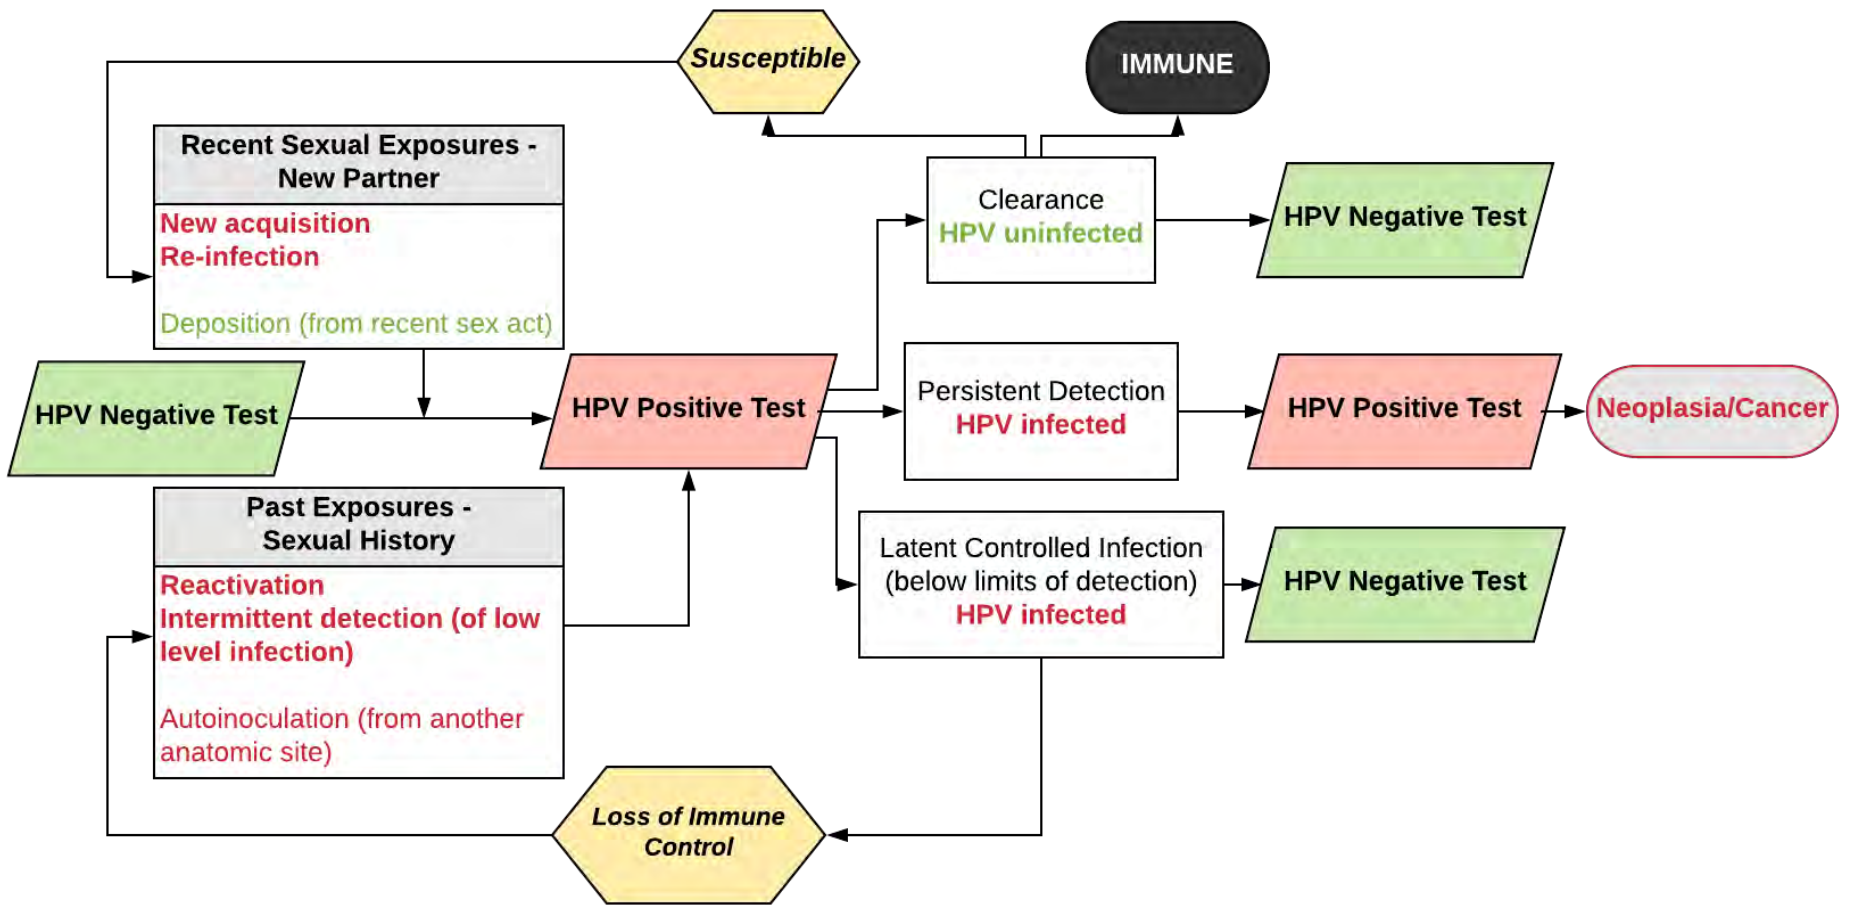 Susceptible
IMMUNE
Recent Sexual Exposures -
New Partner
New acquisition
Re-infection
Deposition (from recent sex act)
Clearance
HPV uninfected
HPV Negative Test
HPV Negative Test
HPV Positive Test
Persistent Detection
HPV infected
HPV Positive Test
Neoplasia/Cancer
Past Exposures -
Sexual History
Reactivation
Intermittent detection (of low
level infection)
Autoinoculation (from another
anatomic site)
Latent Controlled Infection
(below limits of detection)
HPV infected
HPV Negative Test
Loss of Immune
Control